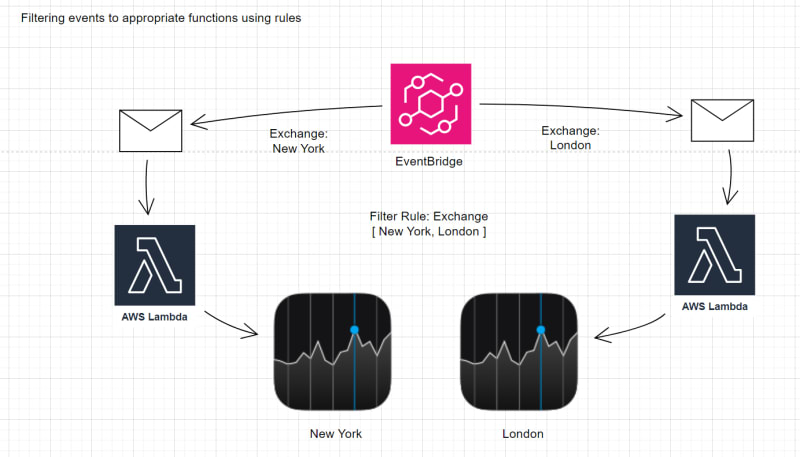 Filtering events to appropriate functions using rules
Exchange:
New York
Exchange:
London
EventBridge
Filter Rule: Exchange
[ New York, London ]
AWS Lambda
AWS Lambda
New York
London